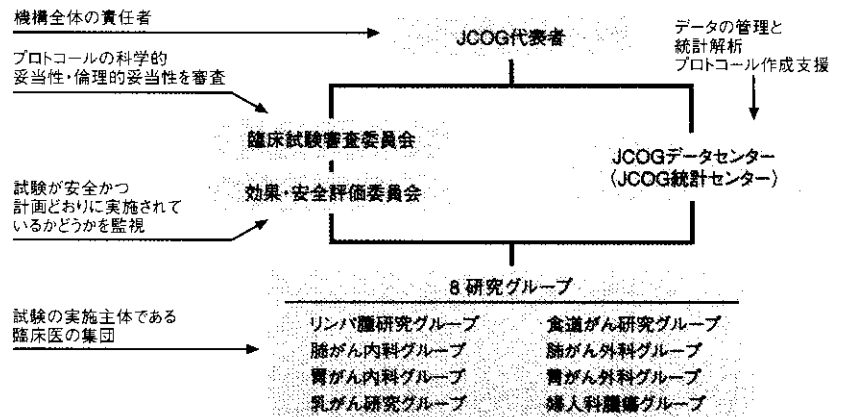 機構全体の責任者
JCOG代表者
データの管理と
統計解析
プロトコール作成支援
プロトコールの科学的
妥当性・倫理的妥当性を審査
臨床試験審査委員会
JCOGデータセンター
（JCOG統計センター）
効果・安全評価委員会
試験が安全かつ
計画どおりに実施されて
いるかどうかを監視
8 研究グループ
試験の実施主体である
臨床医の集団
リンパ腫研究グループ
食道がん研究グループ
肺がん内科グループ
肺がん外科グループ
胃がん内科グループ
胃がん外科グループ
乳がん研究グループ
婦人科腫瘍グループ